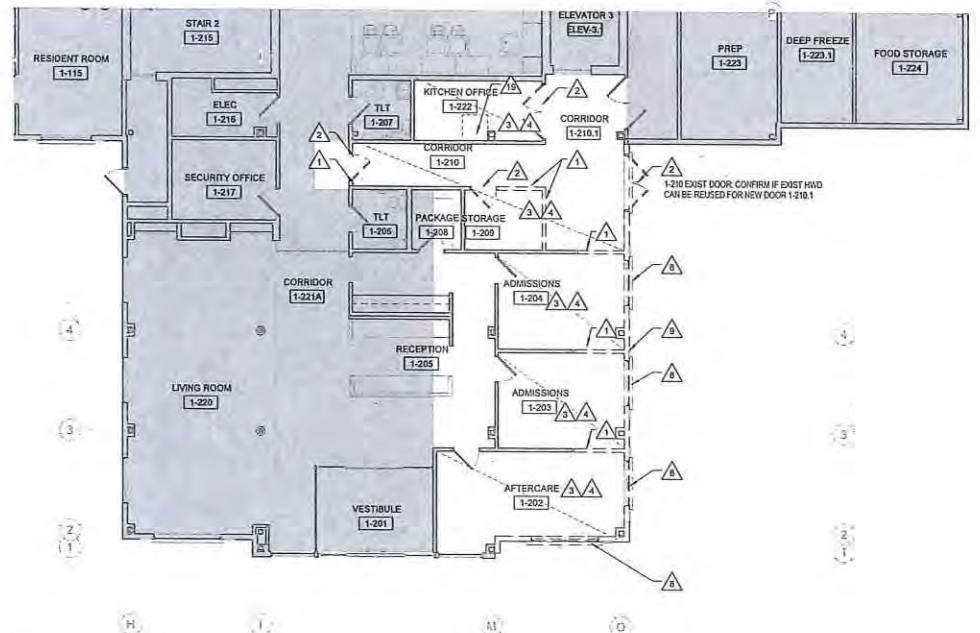 STAIR 2
1-215
RESIDENT ROOM
1-115
ELEVATOR 3
ELEV-3.1
P
PREP
1-223
DEEP FREEZE
1-223.1
FOOD STORAGE
1-224
ELEC
1-216
TLT
1-207
KITCHEN OFFICE
1-222
19
2
3 4
CORRIDOR
1-210.1
2
1
CORRIDOR
1-210
2
1
2
1-210 EXIST DOOR: CONFIRM IF EXIST HWD
CAN BE REUSED FOR NEW DOOR 1-210.1
SECURITY OFFICE
1-217
TLT
1-206
PACKAGE
1-208
STORAGE
1-209
3 4
1
CORRIDOR
1-221A
ADMISSIONS
1-204
3 4
8
1
9
4
4
RECEPTION
1-205
8
LIVING ROOM
1-220
ADMISSIONS
1-203
3 4
1
3
3
AFTERCARE
1-202
3 4
8
VESTIBULE
1-201
2
1
2
1
8
H
I
M
O